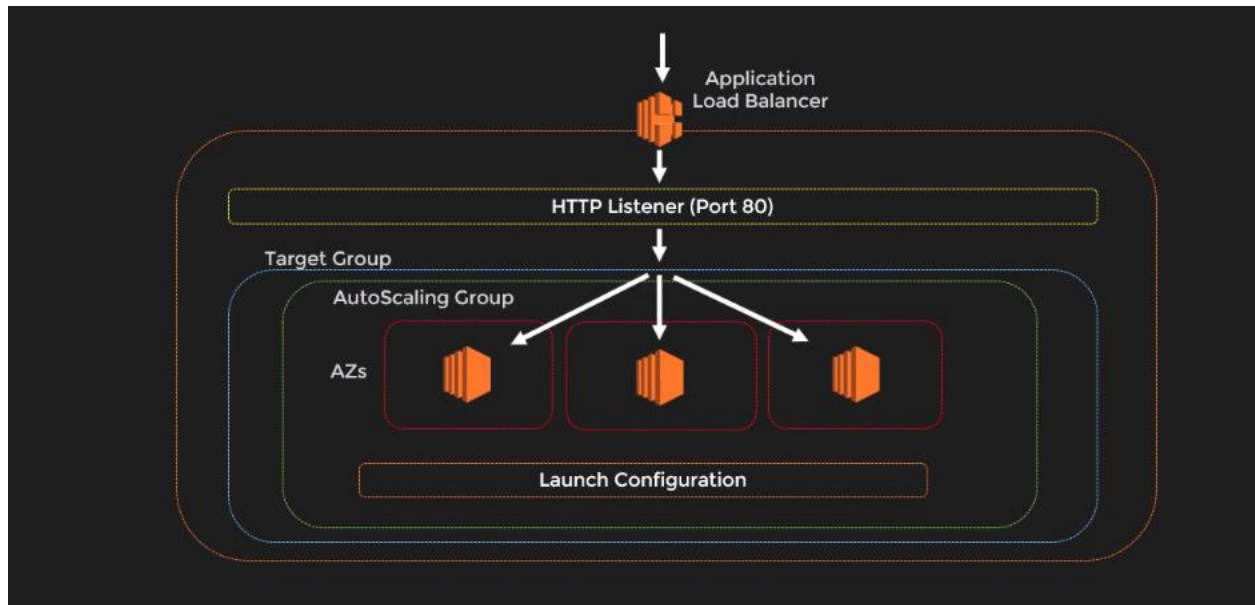 Application
Load Balancer
HTTP Listener (Port 80)
Target Group
AutoScaling Group
AZs
Launch Configuration